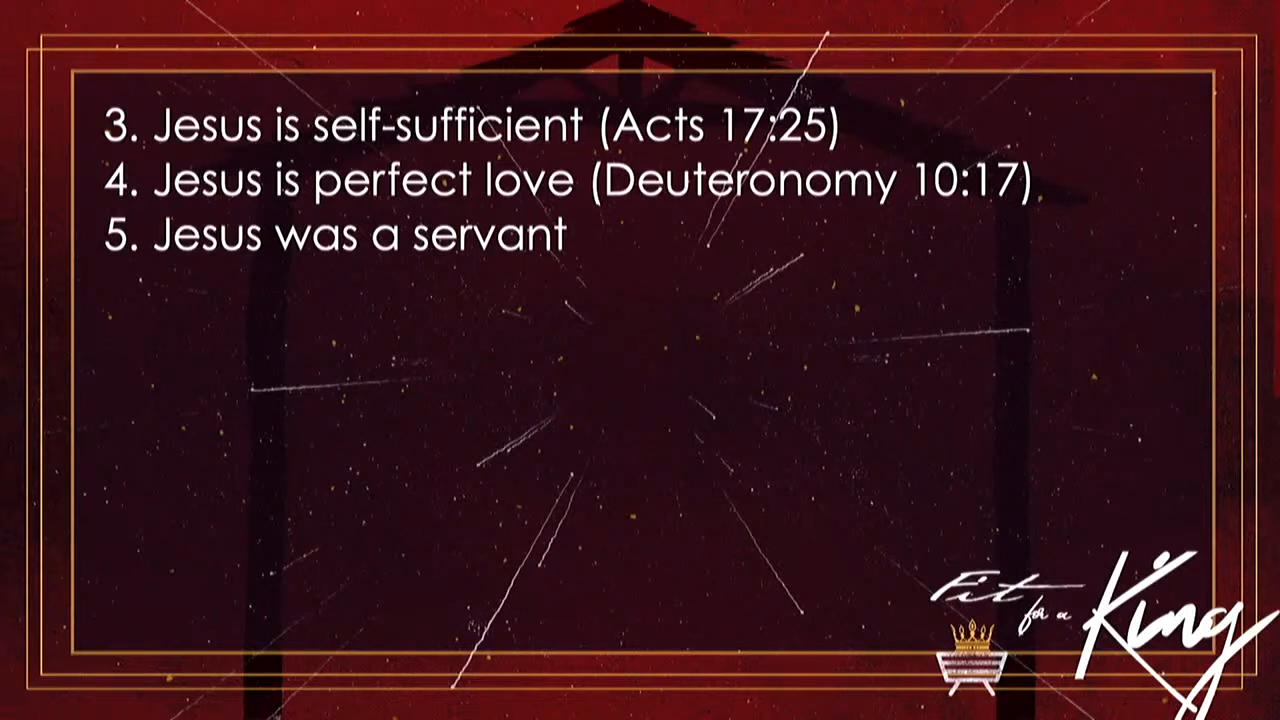 3. Jesus is self-sufficient (Acts 17:25)
4. Jesus is perfect love (Deuteronomy 10:17)
5. Jesus was a servant
Fit
for a
King